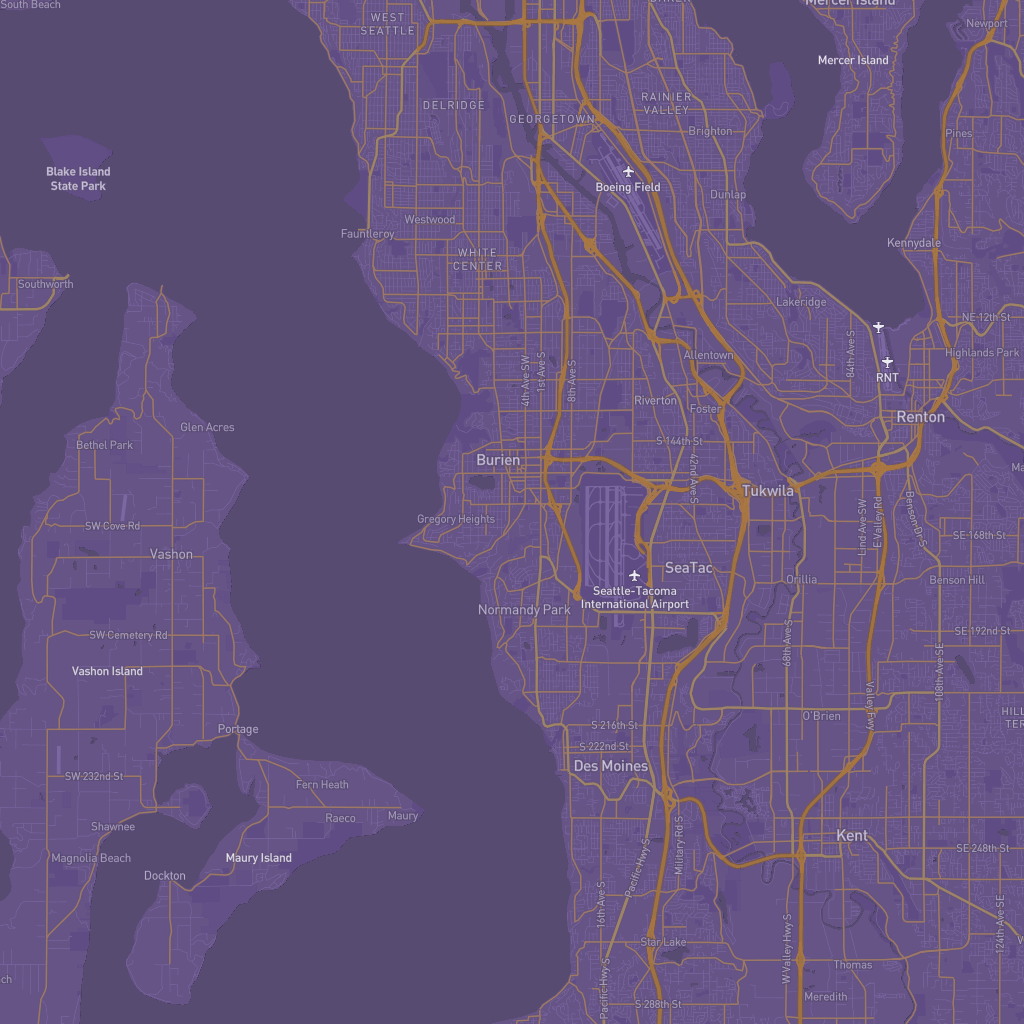 South Beach
WEST
SEATTLE
Mercer Island
Newport
Mercer Island
DELRIDGE
RAINIER
VALLEY
GEORGETOWN
Brighton
Pines
Blake Island
State Park
Boeing Field
Dunlap
Westwood
Fauntleroy
Kennydale
WHITE
CENTER
Southworth
Lakeridge
NE 12th St
84th Ave S
Highlands Park
Allentown
4th Ave SW
1st Ave S
8th Ave S
RNT
Riverton
Foster
Renton
Glen Acres
Bethel Park
S 144th St
Burien
42nd Ave S
Tukwila
Gregory Heights
SW Cove Rd
Lind Ave SW
E Valley Rd
Benson Dr S
SE 168th St
Vashon
SeaTac
Orillia
Benson Hill
Seattle-Tacoma
International Airport
Normandy Park
SW Cemetery Rd
68th Ave S
SE 192nd St
Vashon Island
108th Ave SE
Valley Fwy
O'Brien
HILL
TER
Portage
S 216th St
S 222nd St
Des Moines
SW 232nd St
Fern Heath
Raeco
Maury
Shawnee
Kent
Military Rd S
SE 248th St
Magnolia Beach
Maury Island
Pacific Hwy S
Dockton
16th Ave S
124th Ave SE
Star Lake
W Valley Hwy S
Thomas
ch
Pacific Hwy S
Meredith
S 288th St